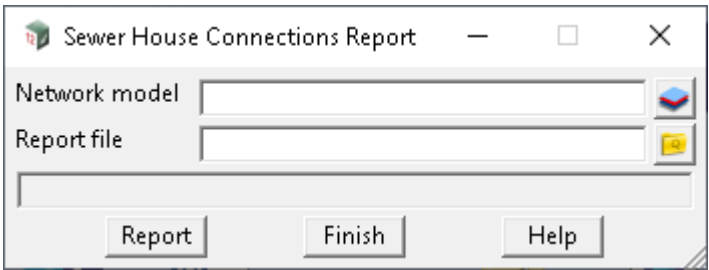 Sewer House Connections Report
Network model
Report file
Report Finish Help